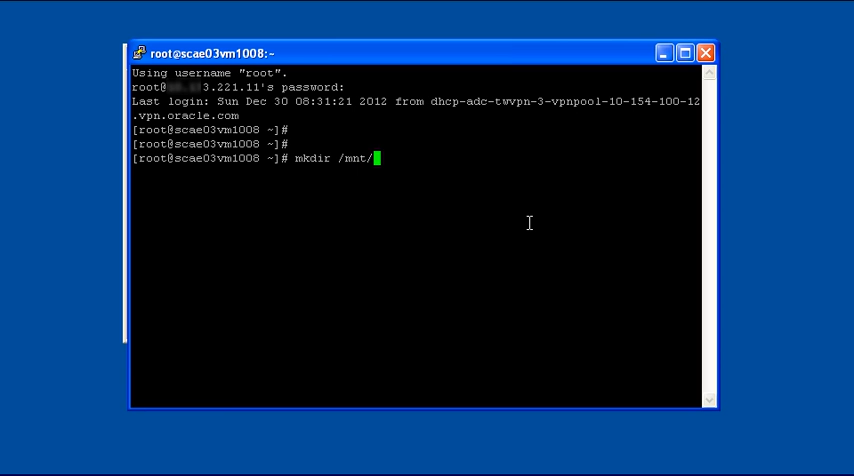 root@scae03vm1008:~
Using username "root".
root@ 3.221.11's password:
Last login: Sun Dec 30 08:31:21 2012 from dhcp-adc-twvpn-3-vpnpool-10-154-100-12
.vpn.oracle.com
[root@scae03vm1008 ~]#
[root@scae03vm1008 ~]#
[root@scae03vm1008 ~]# mkdir /mnt/